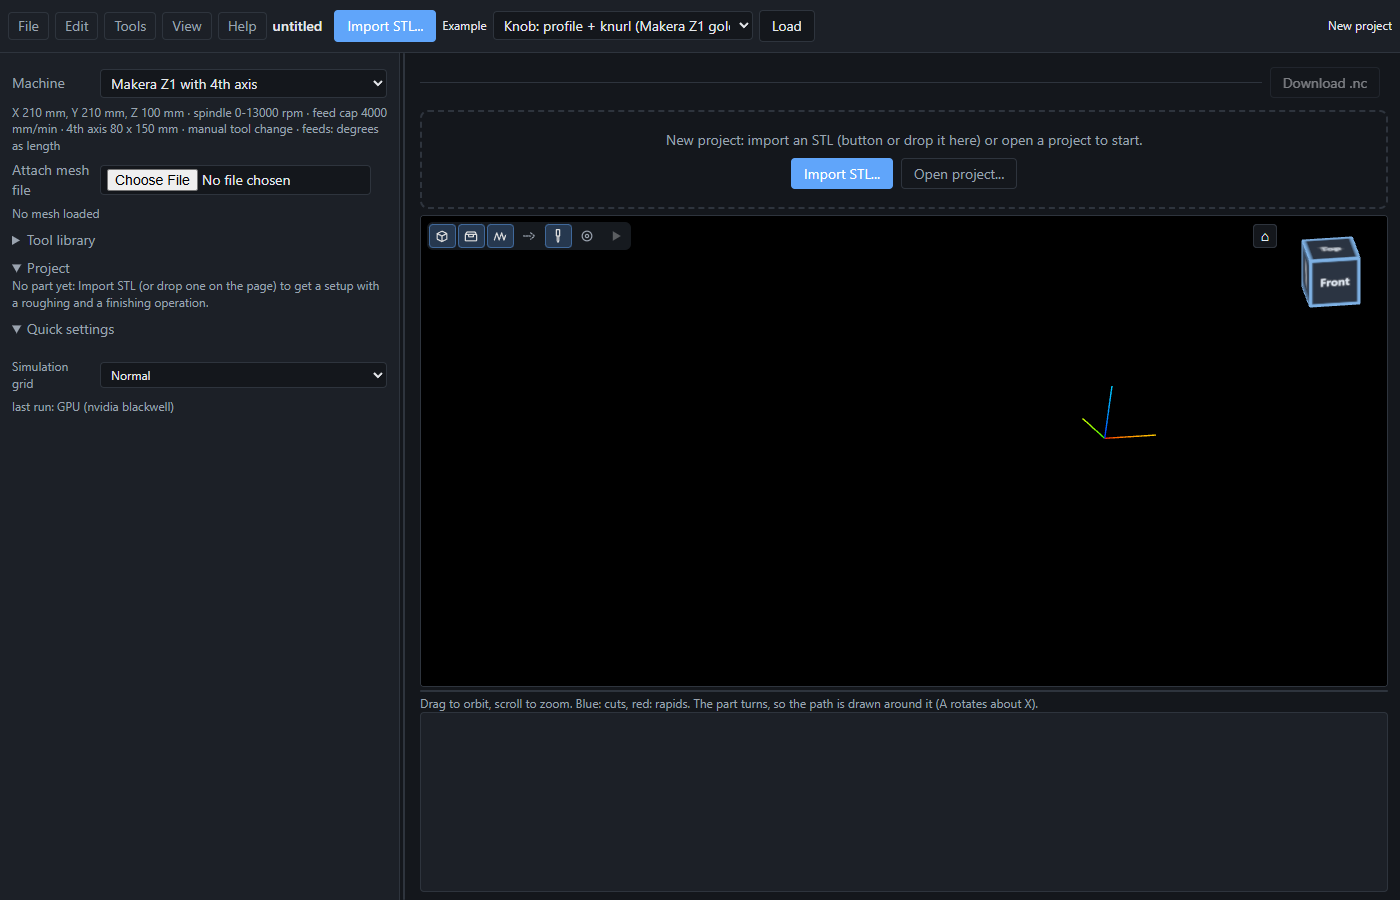 File Edit Tools View Help untitled Import STL... Example Knob: profile + knurl (Makera Z1 gol Load New project
Machine Makera Z1 with 4th axis
X 210 mm, Y 210 mm, Z 100 mm · spindle 0-13000 rpm · feed cap 4000
mm/min · 4th axis 80 x 150 mm · manual tool change · feeds: degrees
as length
Attach mesh
file
Choose File No file chosen
No mesh loaded
Tool library
Project
No part yet: Import STL (or drop one on the page) to get a setup with
a roughing and a finishing operation.
Quick settings
Simulation
grid
Normal
last run: GPU (nvidia blackwell)
Download .nc
New project: import an STL (button or drop it here) or open a project to start.
Import STL... Open project...
Top
Front
Drag to orbit, scroll to zoom. Blue: cuts, red: rapids. The part turns, so the path is drawn around it (A rotates about X).